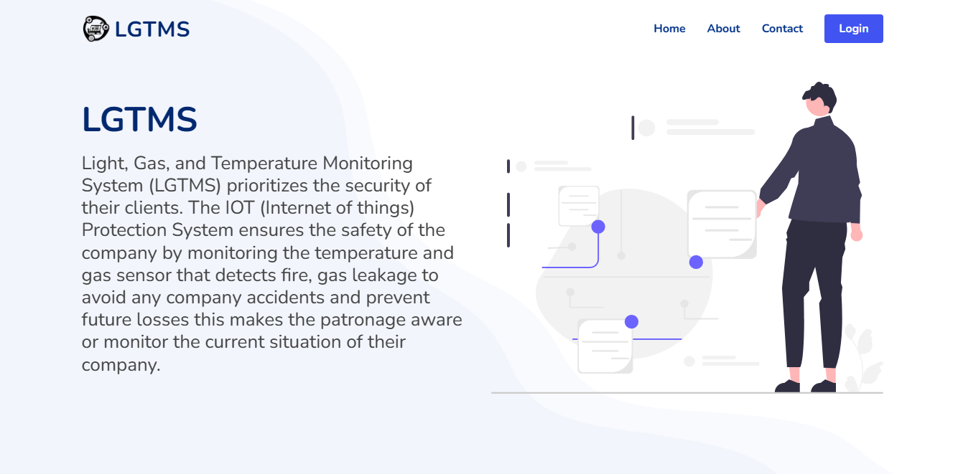 LGTMS
Home About Contact Login
LGTMS
Light, Gas, and Temperature Monitoring
System (LGTMS) prioritizes the security of
their clients. The IOT (Internet of things)
Protection System ensures the safety of the
company by monitoring the temperature and
gas sensor that detects fire, gas leakage to
avoid any company accidents and prevent
future losses this makes the patronage aware
or monitor the current situation of their
company.